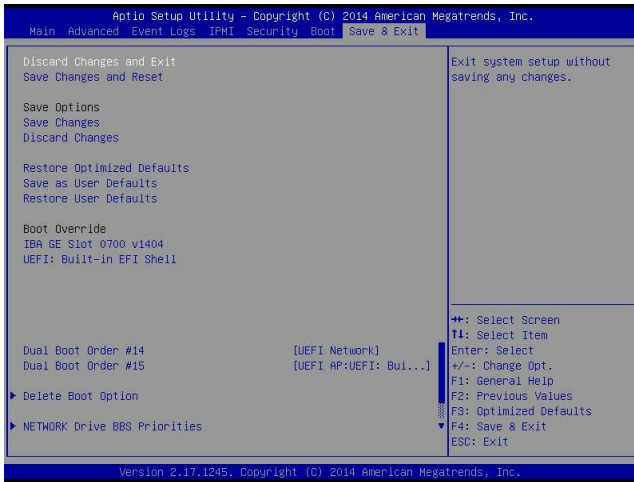 Aptio Setup Utility – Copyright (C) 2014 American Megatrends, Inc.
Main Advanced Event Logs IPMI Security Boot Save & Exit
Discard Changes and Exit
Save Changes and Reset
Save Options
Save Changes
Discard Changes
Restore Optimized Defaults
Save as User Defaults
Restore User Defaults
Boot Override
IBA GE Slot 0700 v1404
UEFI: Built-in EFI Shell
Dual Boot Order #14 [UEFI Network]
Dual Boot Order #15 [UEFI AP:UEFI: Bui...]
Delete Boot Option
NETWORK Drive BBS Priorities
Exit system setup without
saving any changes.
→←: Select Screen
↑↓: Select Item
Enter: Select
+/-: Change Opt.
F1: General Help
F2: Previous Values
F3: Optimized Defaults
F4: Save & Exit
ESC: Exit
Version 2.17.1245. Copyright (C) 2014 American Megatrends, Inc.